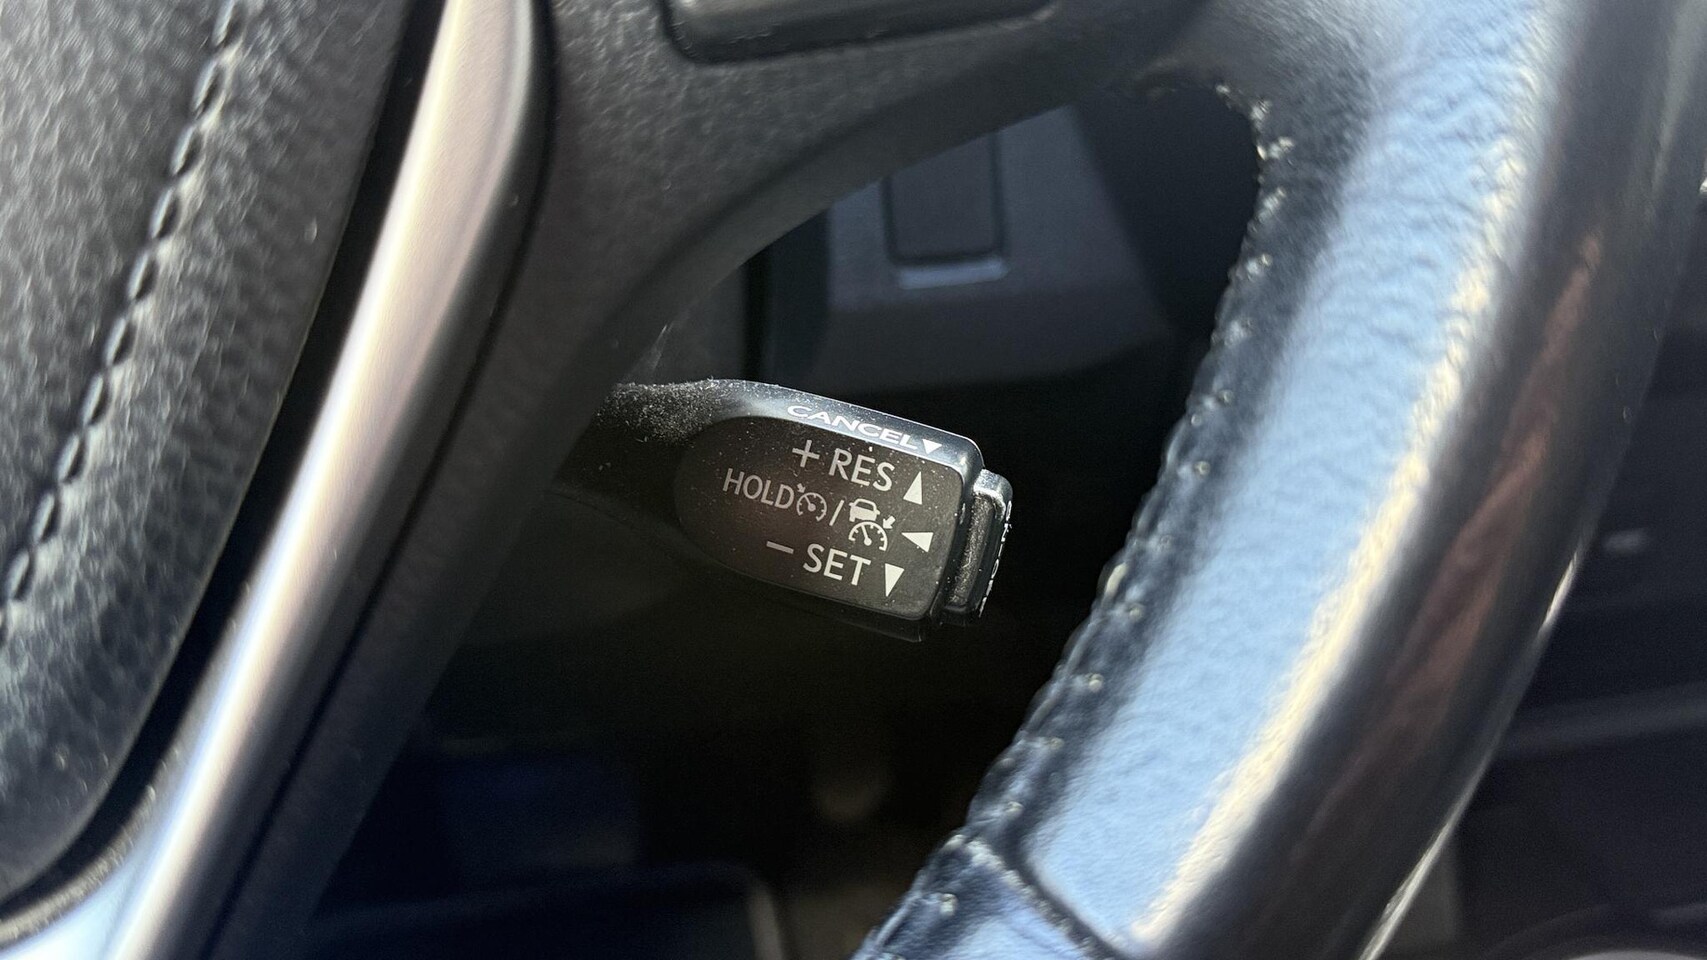 CANCEL▼
+ RES ▲
HOLD / ◀
− SET ▼